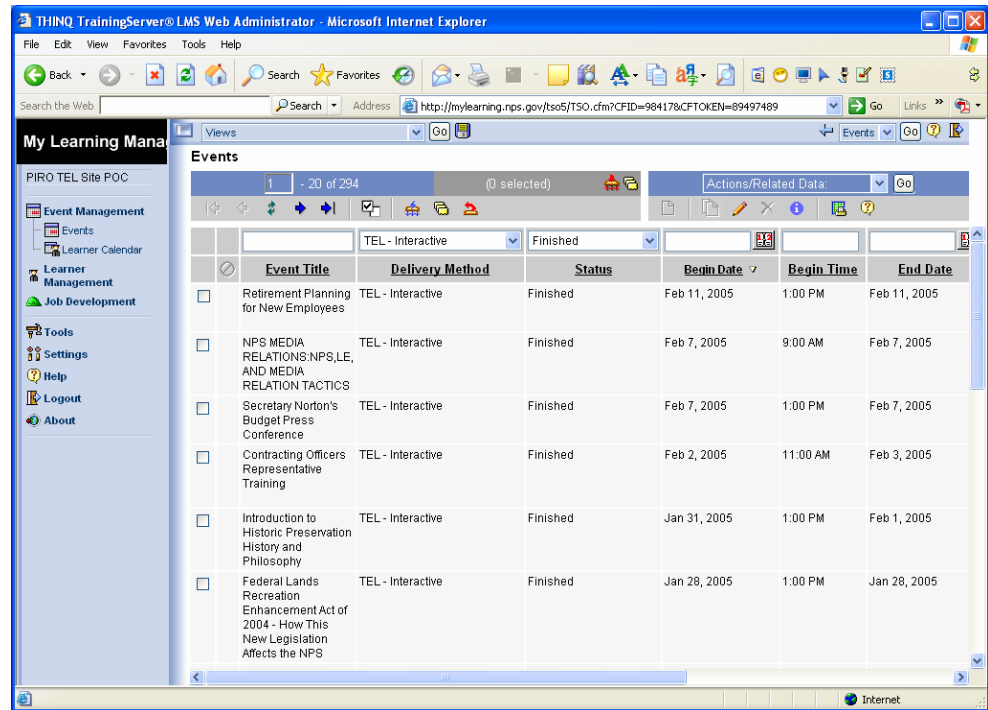 THINQ TrainingServer® LMS Web Administrator - Microsoft Internet Explorer
File Edit View Favorites Tools Help
Back Search Favorites
Search the Web Search Address http://mylearning.nps.gov/tso5/TSO.cfm?CFID=98417&CFTOKEN=89497489 Go Links »
My Learning Mana
Views Go Events Go
PIRO TEL Site POC
Event Management
Events
Learner Calendar
Learner
Management
Job Development
Tools
Settings
Help
Logout
About
Events
1 - 20 of 294 (0 selected) Actions/Related Data: Go
TEL - Interactive Finished
Event Title Delivery Method Status Begin Date Begin Time End Date
Retirement Planning TEL - Interactive Finished Feb 11, 2005 1:00 PM Feb 11, 2005
for New Employees
NPS MEDIA TEL - Interactive Finished Feb 7, 2005 9:00 AM Feb 7, 2005
RELATIONS:NPS,LE,
AND MEDIA
RELATION TACTICS
Secretary Norton's TEL - Interactive Finished Feb 7, 2005 1:00 PM Feb 7, 2005
Budget Press
Conference
Contracting Officers TEL - Interactive Finished Feb 2, 2005 11:00 AM Feb 3, 2005
Representative
Training
Introduction to TEL - Interactive Finished Jan 31, 2005 1:00 PM Feb 1, 2005
Historic Preservation
History and
Philosophy
Federal Lands TEL - Interactive Finished Jan 28, 2005 1:00 PM Jan 28, 2005
Recreation
Enhancement Act of
2004 - How This
New Legislation
Affects the NPS
Internet